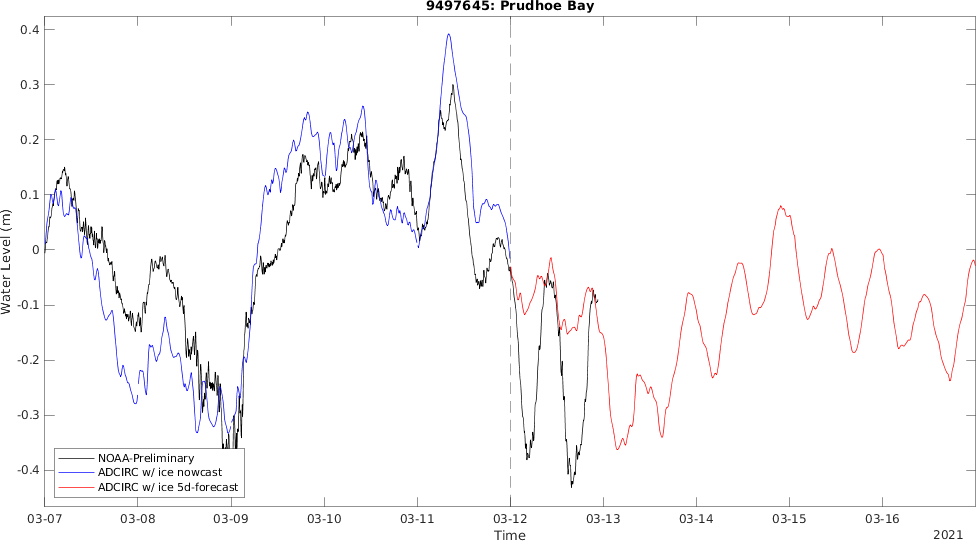 9497645: Prudhoe Bay
0.4
0.3
0.2
0.1
0
-0.1
-0.2
-0.3
-0.4
Water Level (m)
NOAA-Preliminary
ADCIRC w/ ice nowcast
ADCIRC w/ ice 5d-forecast
03-07 03-08 03-09 03-10 03-11 03-12 03-13 03-14 03-15 03-16
Time
2021